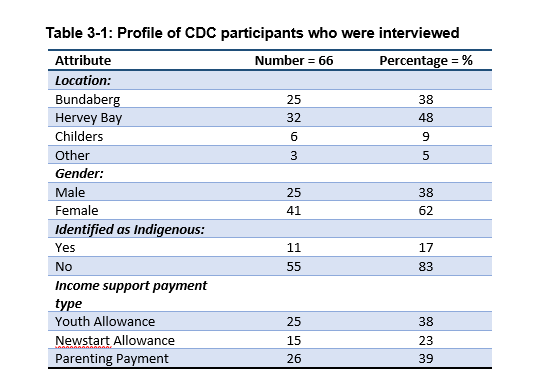 Table 3-1: Profile of CDC participants who were interviewed
Attribute Number = 66 Percentage = %
Location:
Bundaberg 25 38
Hervey Bay 32 48
Childers 6 9
Other 3 5
Gender:
Male 25 38
Female 41 62
Identified as Indigenous:
Yes 11 17
No 55 83
Income support payment
type
Youth Allowance 25 38
Newstart Allowance 15 23
Parenting Payment 26 39